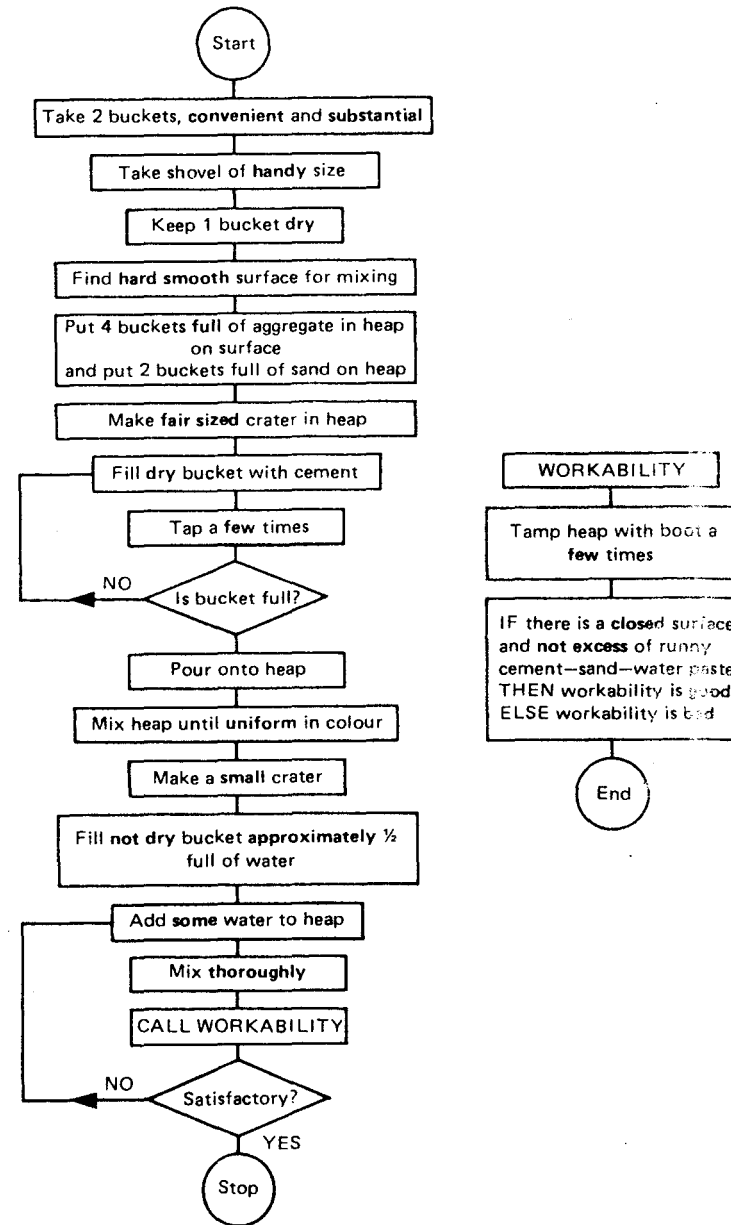 Start
Take 2 buckets, convenient and substantial
Take shovel of handy size
Keep 1 bucket dry
Find hard smooth surface for mixing
Put 4 buckets full of aggregate in heap
on surface
and put 2 buckets full of sand on heap
Make fair sized crater in heap
Fill dry bucket with cement
Tap a few times
NO
Is bucket full?
Pour onto heap
Mix heap until uniform in colour
Make a small crater
Fill not dry bucket approximately ½
full of water
Add some water to heap
Mix thoroughly
CALL WORKABILITY
NO
Satisfactory?
YES
Stop
WORKABILITY
Tamp heap with boot a
few times
IF there is a closed surface
and not excess of runny
cement—sand—water paste
THEN workability is good
ELSE workability is bad
End